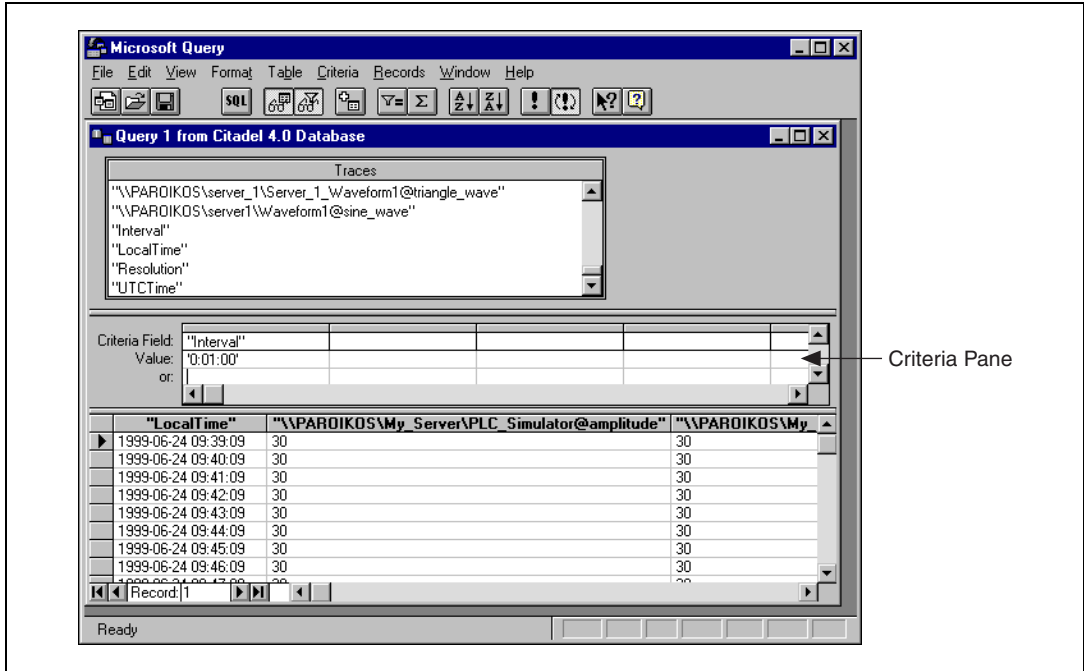 Microsoft Query
File Edit View Format Table Criteria Records Window Help
SQL
Query 1 from Citadel 4.0 Database
Traces
"\\PAROIKOS\server_1\Server_1_Waveform1@triangle_wave"
"\\PAROIKOS\server1\Waveform1@sine_wave"
"Interval"
"LocalTime"
"Resolution"
"UTCTime"
Criteria Field: "Interval"
Value: '0:01:00'
or:
Criteria Pane
"LocalTime" "\\PAROIKOS\My_Server\PLC_Simulator@amplitude" "\\PAROIKOS\My_
1999-06-24 09:39:09 30 30
1999-06-24 09:40:09 30 30
1999-06-24 09:41:09 30 30
1999-06-24 09:42:09 30 30
1999-06-24 09:43:09 30 30
1999-06-24 09:44:09 30 30
1999-06-24 09:45:09 30 30
1999-06-24 09:46:09 30 30
Record: 1
Ready